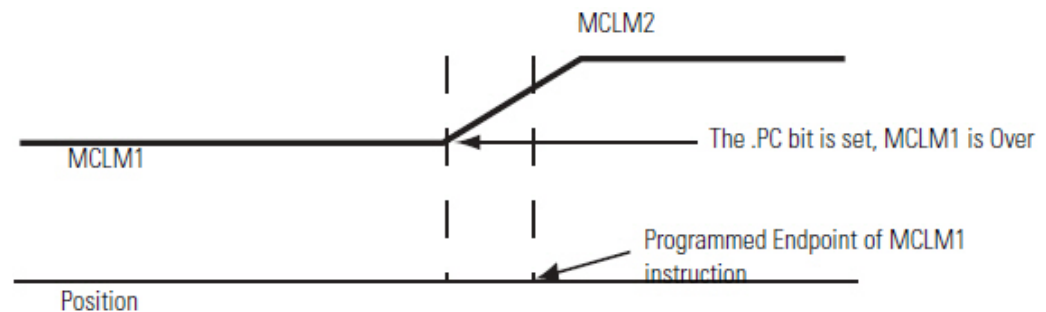 MCLM2
The .PC bit is set, MCLM1 is Over
MCLM1
Programmed Endpoint of MCLM1
instruction
Position